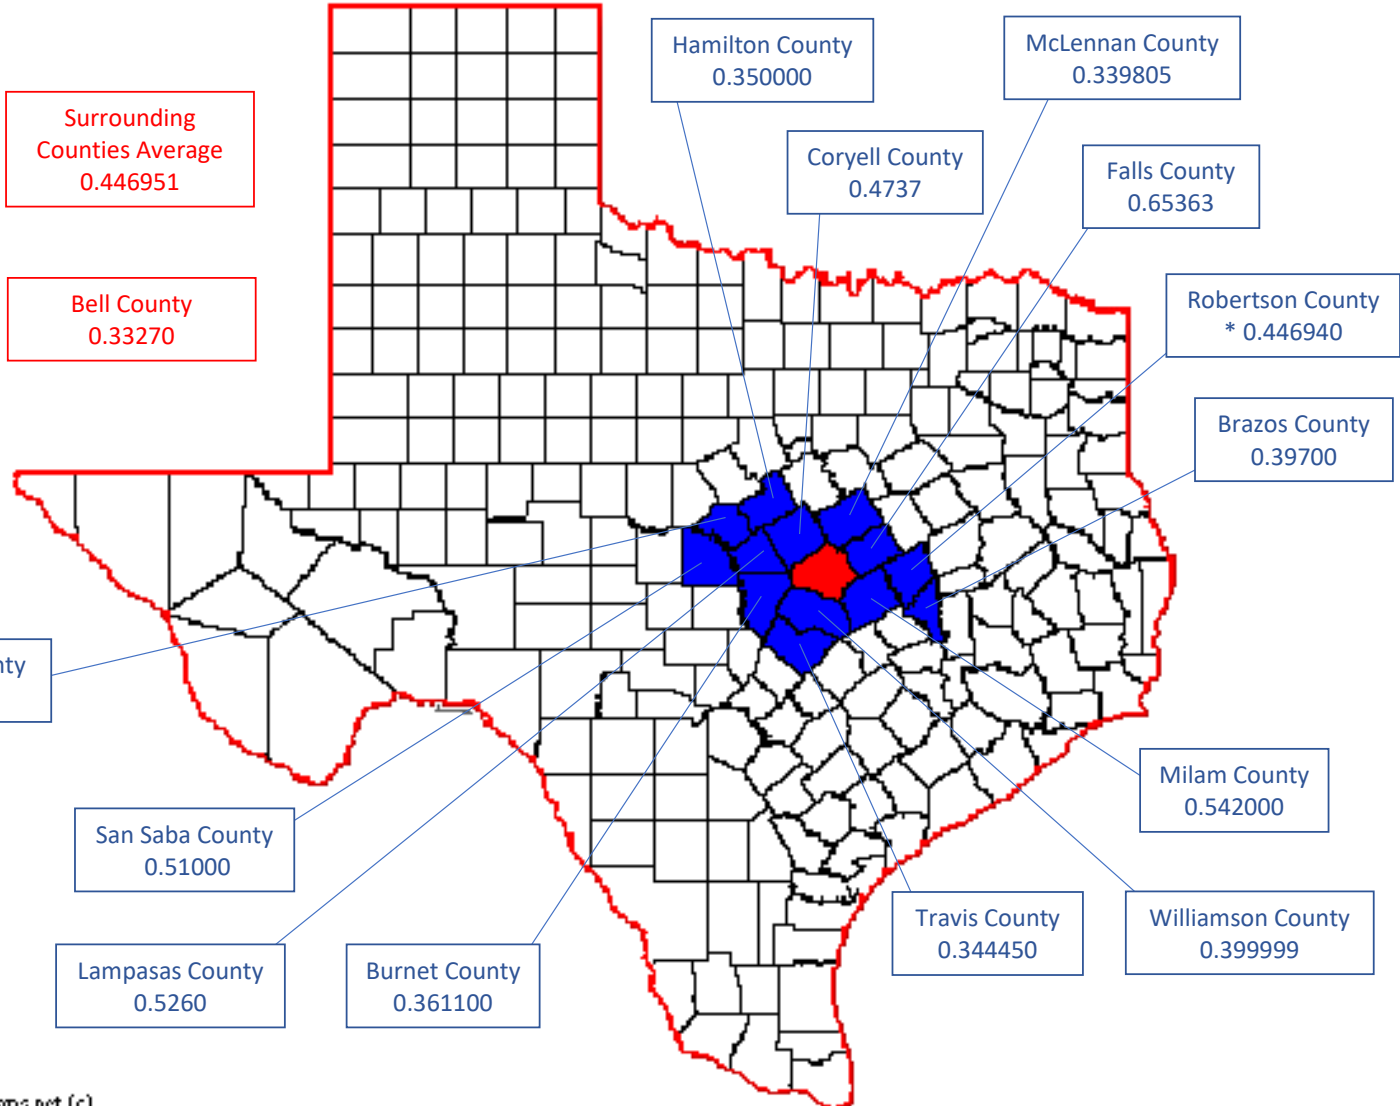 Hamilton County
0.350000
McLennan County
0.339805
Surrounding
Counties Average
0.446951
Coryell County
0.4737
Falls County
0.65363
Bell County
0.33270
Robertson County
* 0.446940
Brazos County
0.39700
San Saba County
0.51000
Milam County
0.542000
Lampasas County
0.5260
Burnet County
0.361100
Travis County
0.344450
Williamson County
0.399999